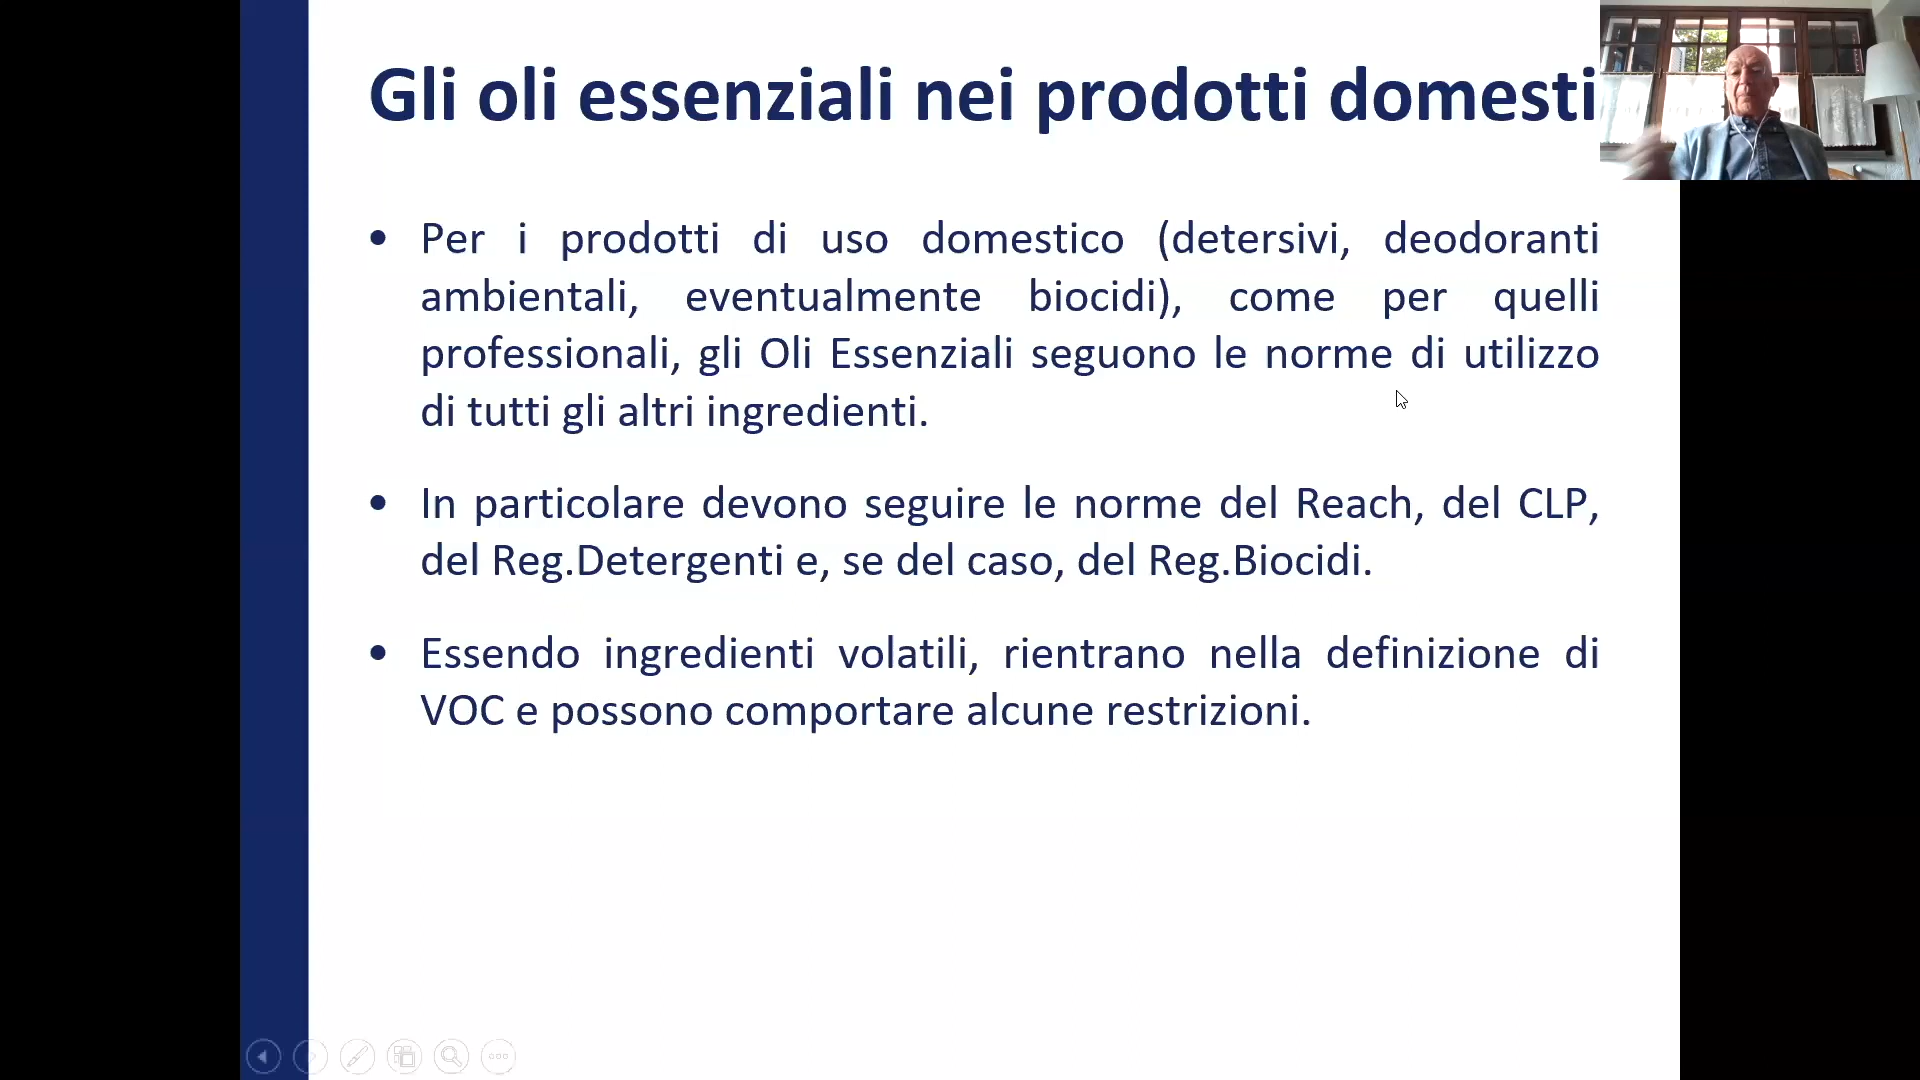 Gli oli essenziali nei prodotti domesti
• Per i prodotti di uso domestico (detersivi, deodoranti
ambientali, eventualmente biocidi), come per quelli
professionali, gli Oli Essenziali seguono le norme di utilizzo
di tutti gli altri ingredienti.
• In particolare devono seguire le norme del Reach, del CLP,
del Reg.Detergenti e, se del caso, del Reg.Biocidi.
• Essendo ingredienti volatili, rientrano nella definizione di
VOC e possono comportare alcune restrizioni.